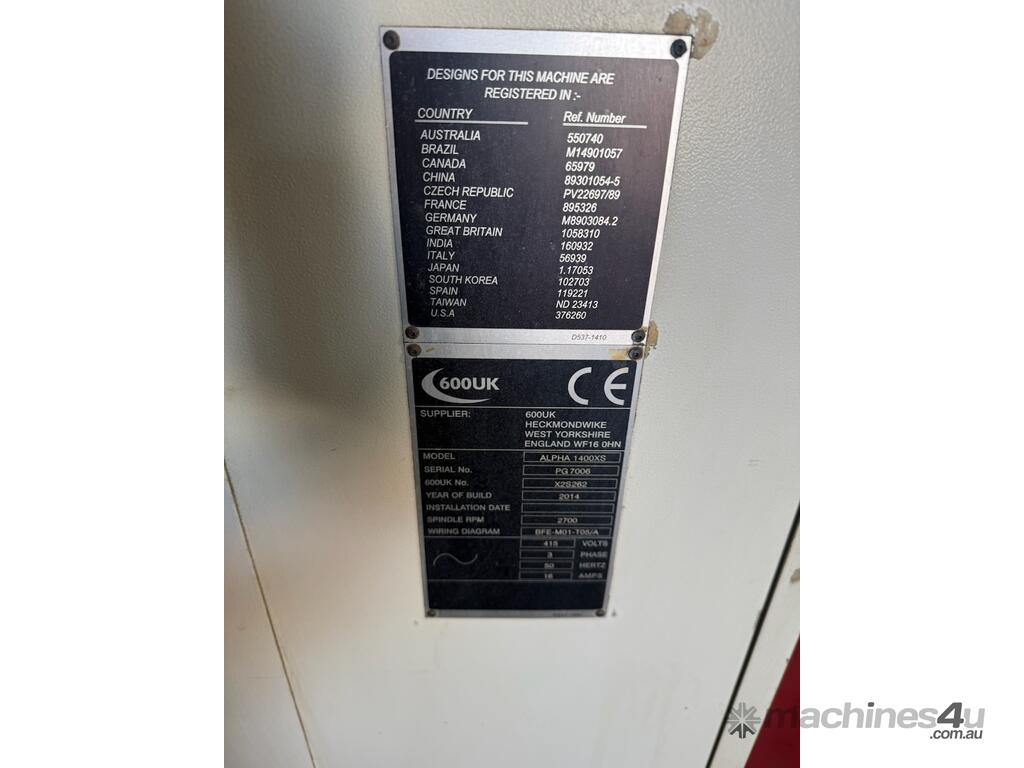 DESIGNS FOR THIS MACHINE ARE
REGISTERED IN :-
COUNTRY Ref. Number
AUSTRALIA 550740
BRAZIL M14901057
CANADA 65979
CHINA 89301054-5
CZECH REPUBLIC PV22697/89
FRANCE 895326
GERMANY M8903084.2
GREAT BRITAIN 1058310
INDIA 160932
ITALY 56939
JAPAN 1.17053
SOUTH KOREA 102703
SPAIN 119221
TAIWAN ND 23413
U.S.A 376260
D537-1410
600UK CE
SUPPLIER: 600UK
HECKMONDWIKE
WEST YORKSHIRE
ENGLAND WF16 0HN
MODEL ALPHA 1400XS
SERIAL No. PG7006
600UK No. X2S262
YEAR OF BUILD 2014
INSTALLATION DATE
SPINDLE RPM 2700
WIRING DIAGRAM BFE-M01-T05/A
415 VOLTS
3 PHASE
50 HERTZ
16 AMPS
machines4u
.com.au